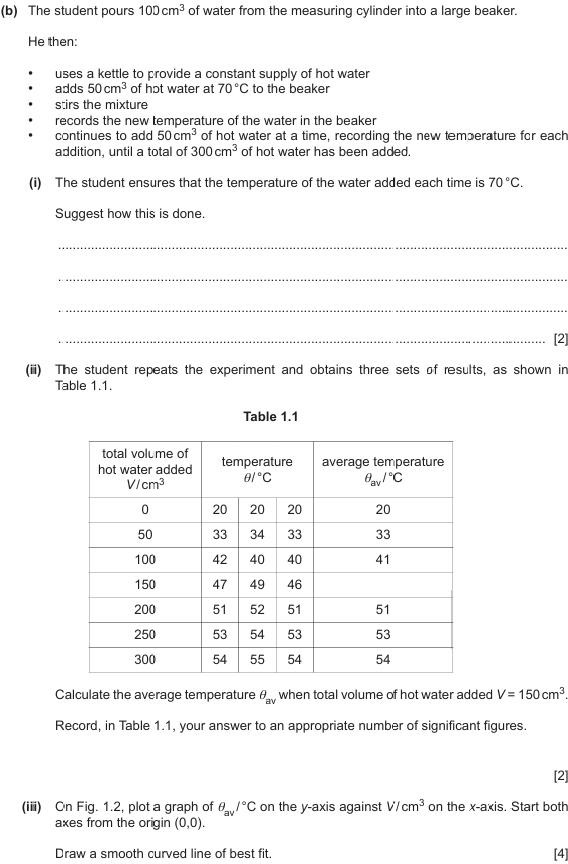 (b) The student pours 100 cm³ of water from the measuring cylinder into a large beaker.
He then:
• uses a kettle to provide a constant supply of hot water
• adds 50 cm³ of hot water at 70 °C to the beaker
• stirs the mixture
• records the new temperature of the water in the beaker
• continues to add 50 cm³ of hot water at a time, recording the new temperature for each
addition, until a total of 300 cm³ of hot water has been added.
(i) The student ensures that the temperature of the water added each time is 70 °C.
Suggest how this is done.
[2]
(ii) The student repeats the experiment and obtains three sets of results, as shown in
Table 1.1.
Table 1.1
total volume of hot water added V/cm³ | temperature θ/°C | average temperature θav/°C
0 20 20 20 20
50 33 34 33 33
100 42 40 40 41
150 47 49 46
200 51 52 51 51
250 53 54 53 53
300 54 55 54 54
Calculate the average temperature θav when total volume of hot water added V = 150 cm³.
Record, in Table 1.1, your answer to an appropriate number of significant figures.
[2]
(iii) On Fig. 1.2, plot a graph of θav/°C on the y-axis against V/cm³ on the x-axis. Start both
axes from the origin (0,0).
Draw a smooth curved line of best fit. [4]